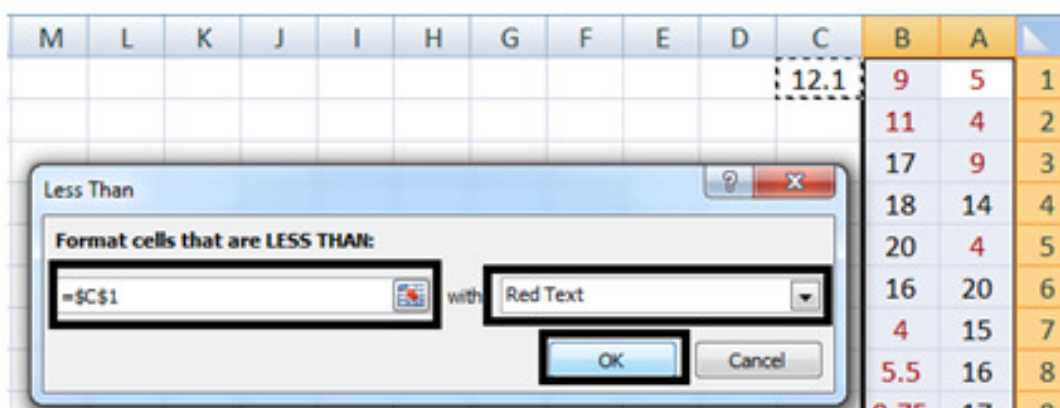 M L K J I H G F E D C B A
12.1 9 5 1
11 4 2
17 9 3
18 14 4
20 4 5
16 20 6
4 15 7
5.5 16 8
Less Than
Format cells that are LESS THAN:
=$C$1 with Red Text
OK Cancel